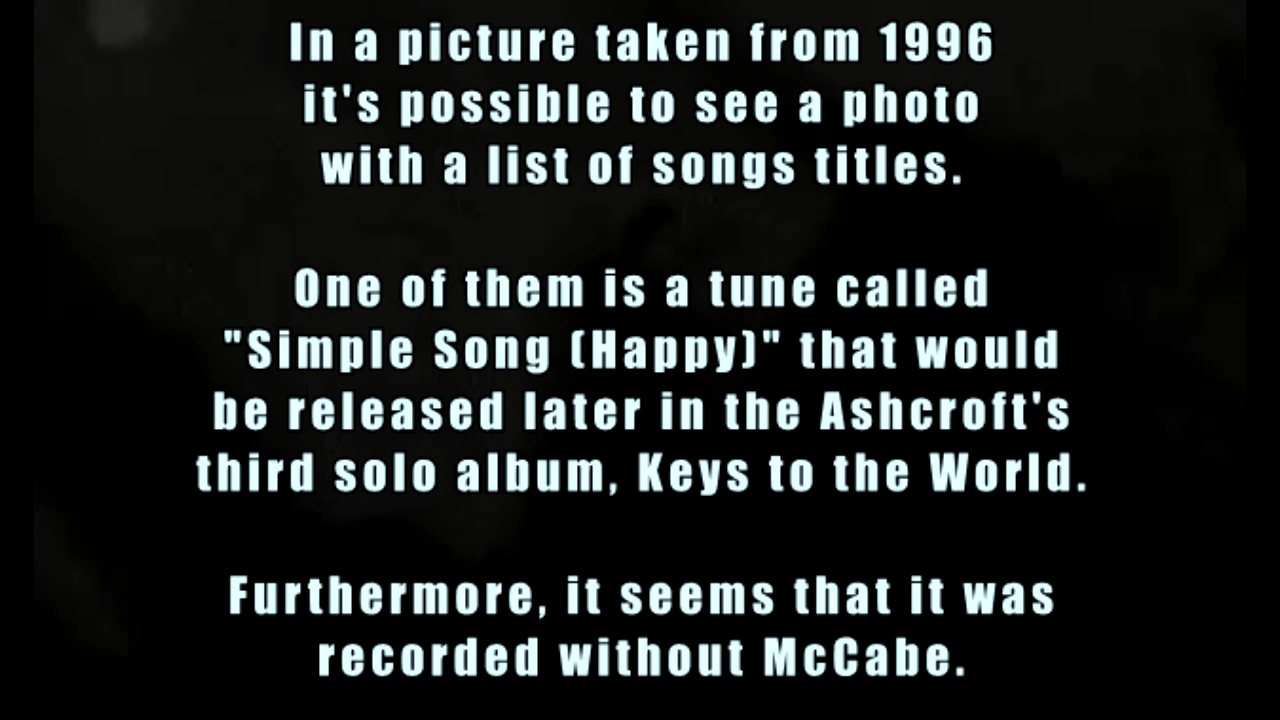 In a picture taken from 1996
it's possible to see a photo
with a list of songs titles.
One of them is a tune called
"Simple Song (Happy)" that would
be released later in the Ashcroft's
third solo album, Keys to the World.
Furthermore, it seems that it was
recorded without McCabe.